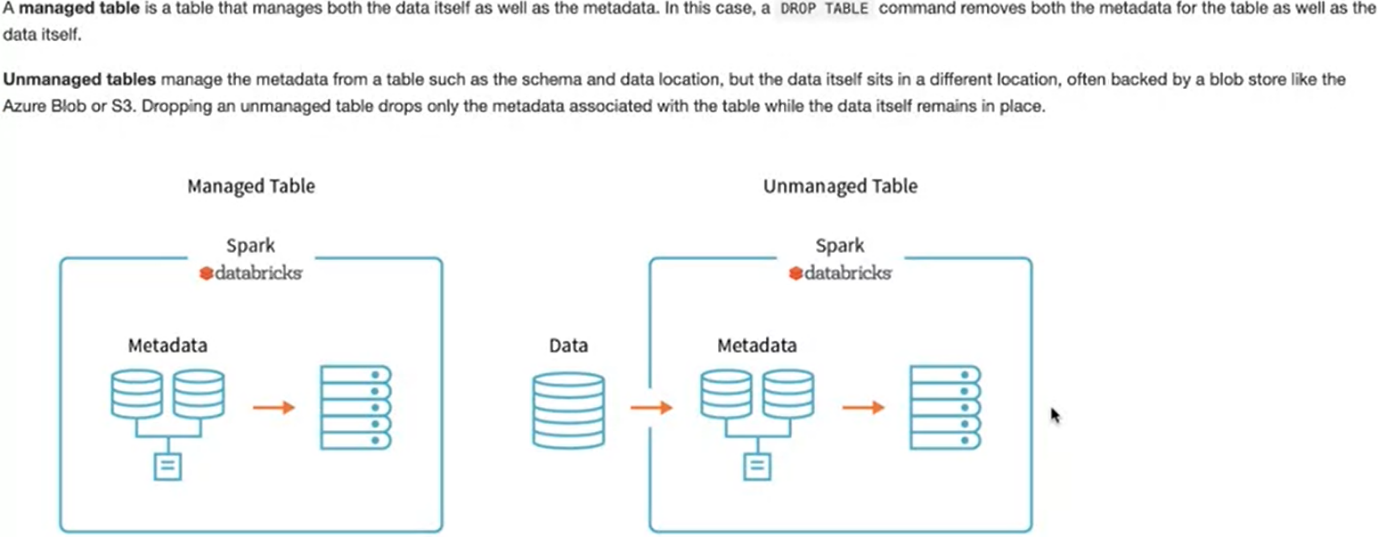 A managed table is a table that manages both the data itself as well as the metadata. In this case, a DROP TABLE command removes both the metadata for the table as well as the
data itself.
Unmanaged tables manage the metadata from a table such as the schema and data location, but the data itself sits in a different location, often backed by a blob store like the
Azure Blob or S3. Dropping an unmanaged table drops only the metadata associated with the table while the data itself remains in place.
Managed Table
Unmanaged Table
Spark
databricks
Spark
databricks
Metadata
Data
Metadata